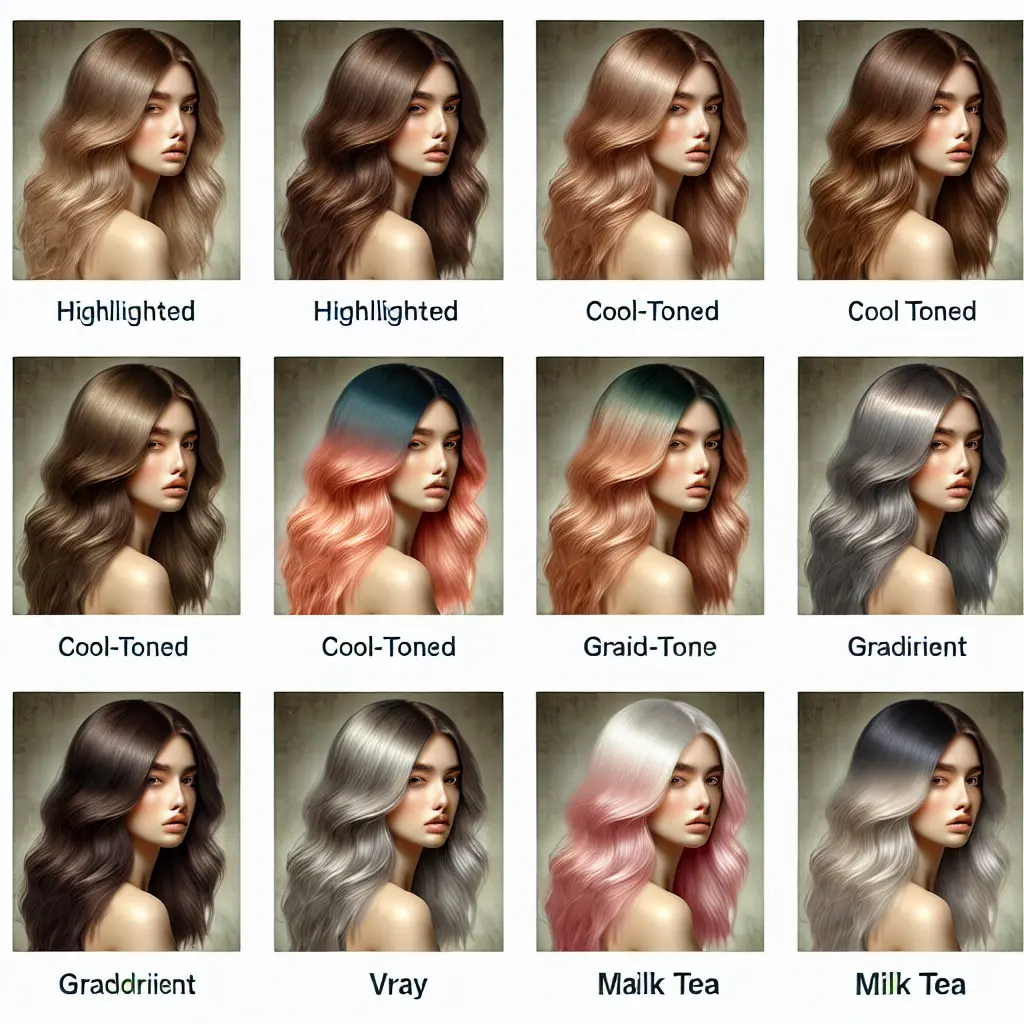 Highllighted
Highllighted
Cool-Toned
Cool Toned
Cool-Toned
Cool-Toned
Graid-Tone
Gradirient
Graddriient
Vray
Malk Tea
Milk Tea